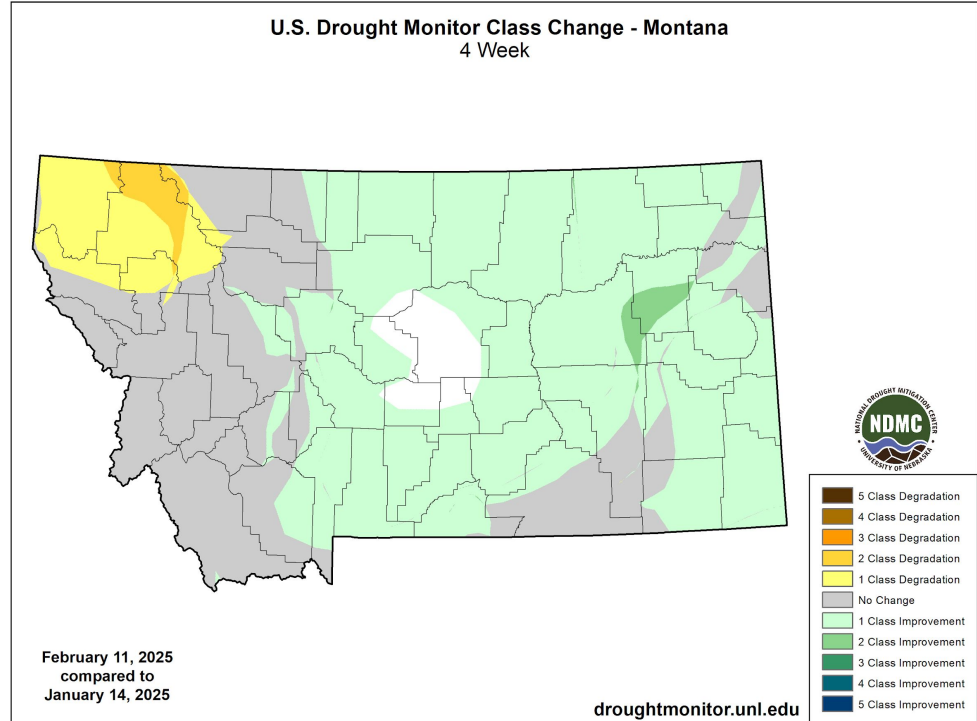 U.S. Drought Monitor Class Change - Montana
4 Week
NATIONAL DROUGHT MITIGATION CENTER
NDMC
UNIVERSITY OF NEBRASKA
5 Class Degradation
4 Class Degradation
3 Class Degradation
2 Class Degradation
1 Class Degradation
No Change
1 Class Improvement
2 Class Improvement
3 Class Improvement
4 Class Improvement
5 Class Improvement
February 11, 2025
compared to
January 14, 2025
droughtmonitor.unl.edu